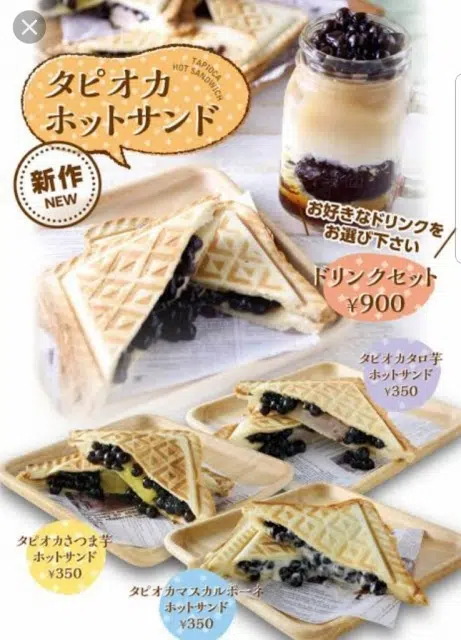 タピオカ
ホットサンド
TAPIOCA
HOT SANDWICH
新作
NEW
お好きなドリンクを
お選び下さい
ドリンクセット
¥900
タピオカタロ芋
ホットサンド
¥350
タピオカさつま芋
ホットサンド
¥350
タピオカマスカルポーネ
ホットサンド
¥350